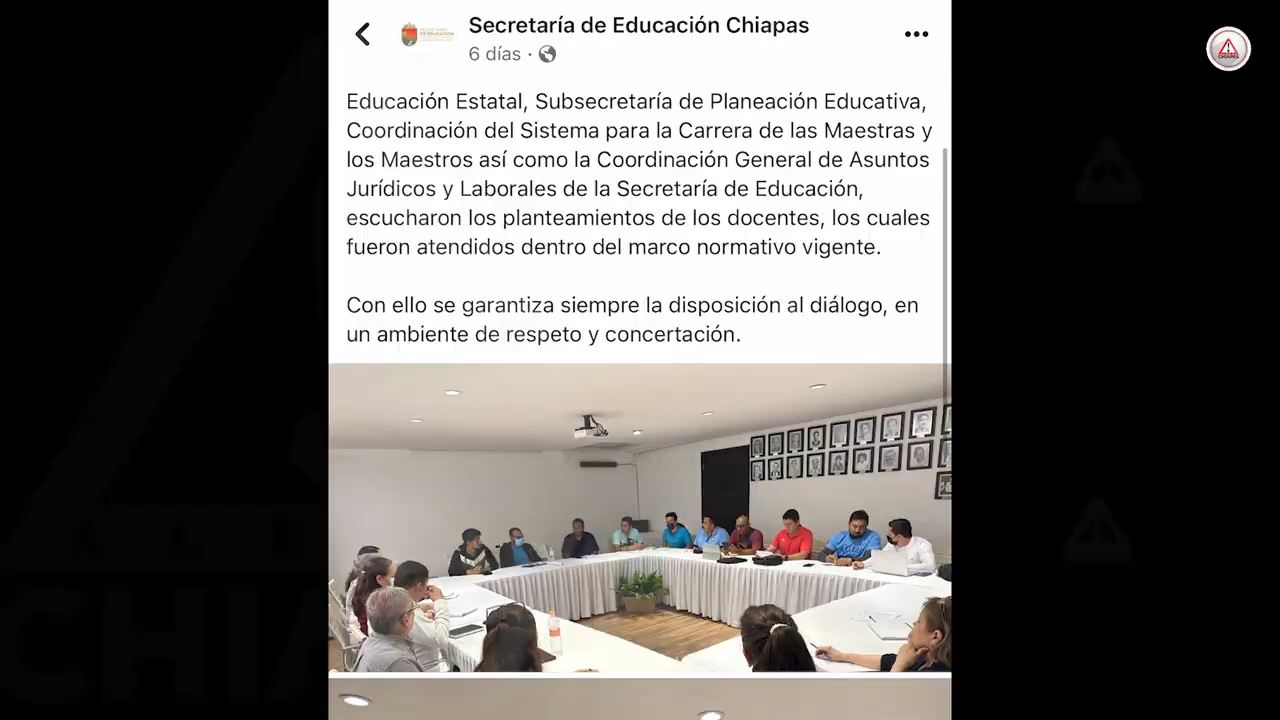 Secretaría de Educación Chiapas
6 días ·
Educación Estatal, Subsecretaría de Planeación Educativa,
Coordinación del Sistema para la Carrera de las Maestras y
los Maestros así como la Coordinación General de Asuntos
Jurídicos y Laborales de la Secretaría de Educación,
escucharon los planteamientos de los docentes, los cuales
fueron atendidos dentro del marco normativo vigente.
Con ello se garantiza siempre la disposición al diálogo, en
un ambiente de respeto y concertación.
CHIAPAS